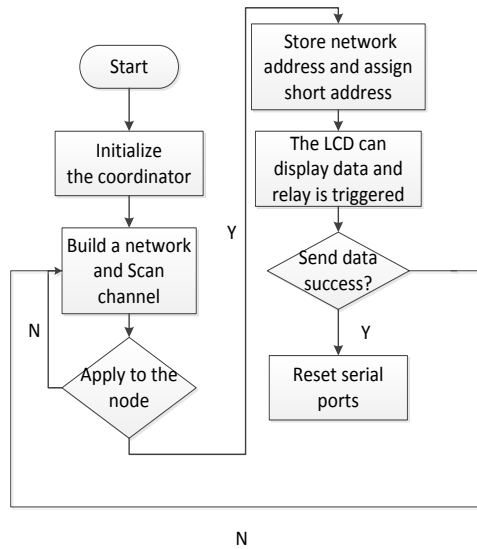 Start
Initialize
the coordinator
Build a network
and Scan
channel
N
Apply to the
node
Y
Store network
address and assign
short address
The LCD can
display data and
relay is triggered
Send data
success?
Y
Reset serial
ports
N